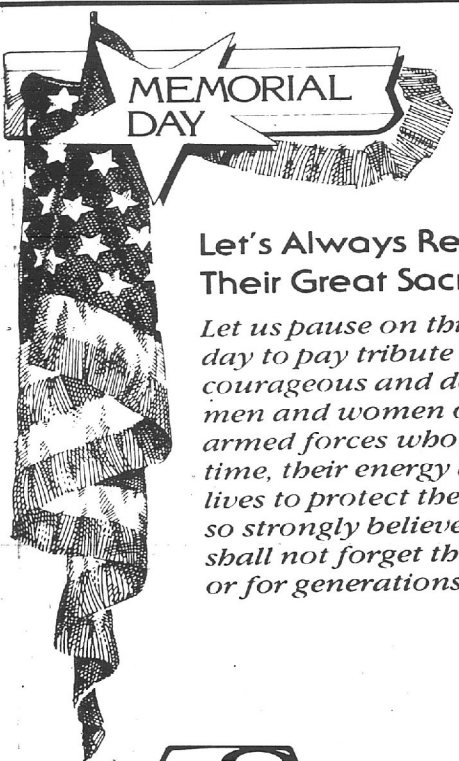 MEMORIAL
DAY
Let's Always Re
Their Great Sacr
Let us pause on thi
day to pay tribute
courageous and d
men and women o
armed forces who
time, their energy
lives to protect the
so strongly believe
shall not forget th
or for generations